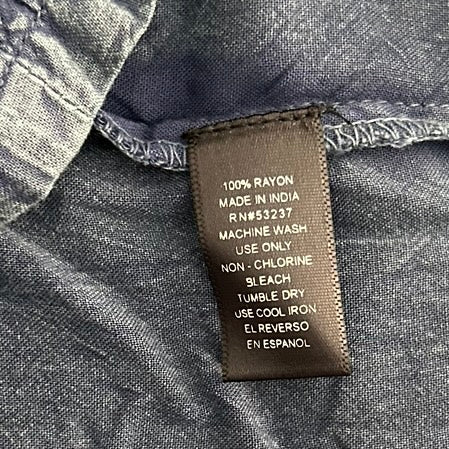 100% RAYON
MADE IN INDIA
RN#53237
MACHINE WASH
USE ONLY
NON - CHLORINE
BLEACH
TUMBLE DRY
USE COOL IRON
EL REVERSO
EN ESPANOL